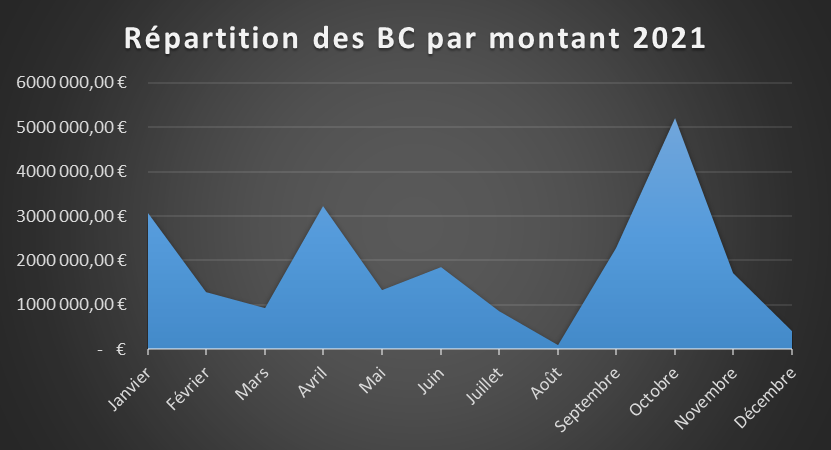 Répartition des BC par montant 2021
6000 000,00 €
5000 000,00 €
4000 000,00 €
3000 000,00 €
2000 000,00 €
1000 000,00 €
- €
Janvier
Février
Mars
Avril
Mai
Juin
Juillet
Août
Septembre
Octobre
Novembre
Décembre